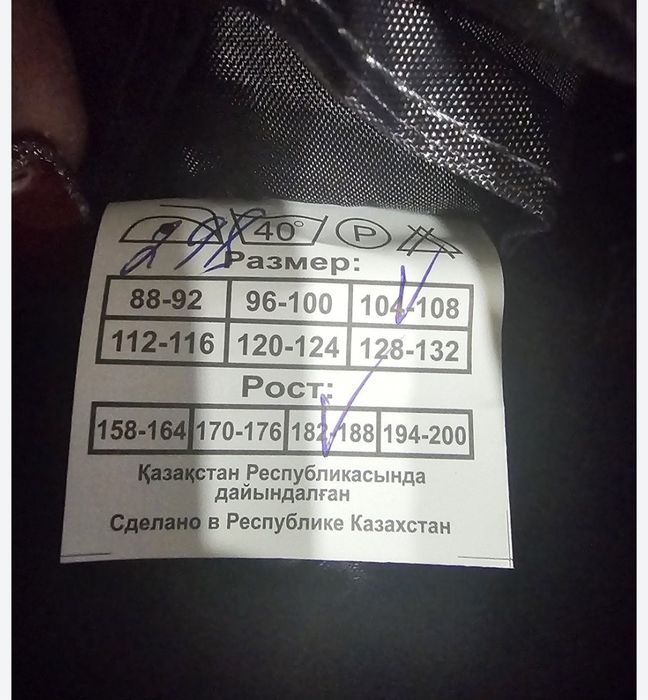 298 40° P
Размер:
88-92 96-100 104-108
112-116 120-124 128-132
Рост:
158-164 170-176 182-188 194-200
Қазақстан Республикасында
дайындалған
Сделано в Республике Казахстан